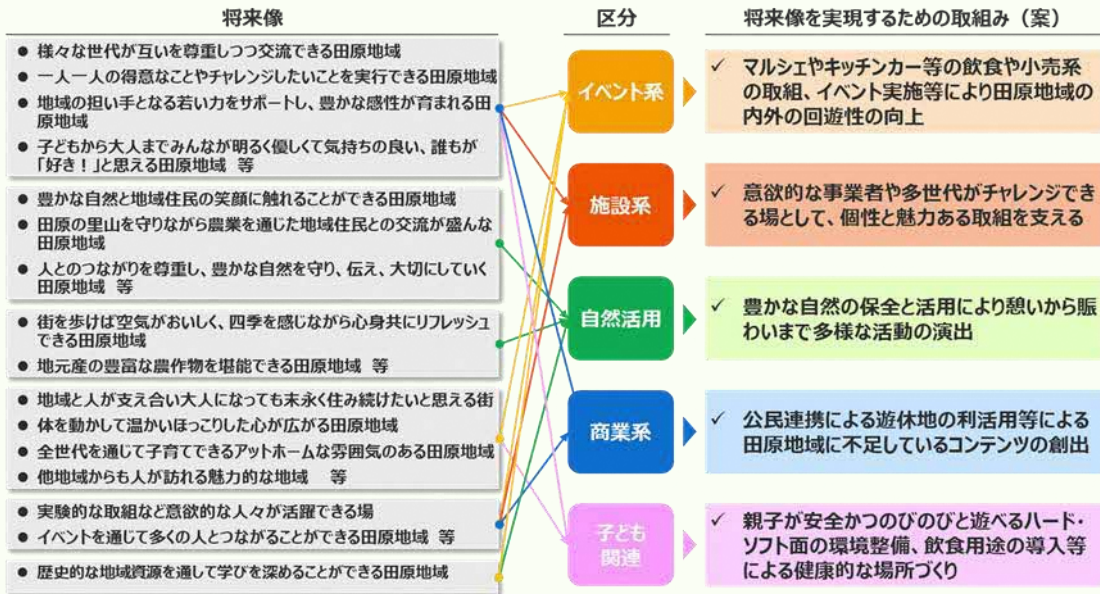 将来像
区分
将来像を実現するための取組み（案）
● 様々な世代が互いを尊重しつつ交流できる田原地域
● 一人一人の得意なことやチャレンジしたいことを実行できる田原地域
● 地域の担い手となる若い力をサポートし、豊かな感性が育まれる田
原地域
● 子どもから大人までみんなが明るく優しくて気持ちの良い、誰もが
「好き！」と思える田原地域 等
● 豊かな自然と地域住民の笑顔に触れることができる田原地域
● 田原の里山を守りながら農業を通じた地域住民との交流が盛んな
田原地域
● 人とのつながりを尊重し、豊かな自然を守り、伝え、大切にしていく
田原地域 等
● 街を歩けば空気がおいしく、四季を感じながら心身共にリフレッシュ
できる田原地域
● 地元産の豊富な農作物を堪能できる田原地域 等
● 地域と人が支え合い大人になっても末永く住み続けたいと思える街
● 体を動かして温かいほっこりした心が広がる田原地域
● 全世代を通じて子育てできるアットホームな雰囲気のある田原地域
● 他地域からも人が訪れる魅力的な地域 等
● 実験的な取組など意欲的な人々が活躍できる場
● イベントを通じて多くの人とつながることができる田原地域 等
● 歴史的な地域資源を通して学びを深めることができる田原地域
イベント系
施設系
自然活用
商業系
子ども
関連
✓ マルシェやキッチンカー等の飲食や小売系
の取組、イベント実施等により田原地域の
内外の回遊性の向上
✓ 意欲的な事業者や多世代がチャレンジでき
る場として、個性と魅力ある取組を支える
✓ 豊かな自然の保全と活用により憩いから賑
わいまで多様な活動の演出
✓ 公民連携による遊休地の利活用等による
田原地域に不足しているコンテンツの創出
✓ 親子が安全かつのびのびと遊べるハード・
ソフト面の環境整備、飲食用途の導入等
による健康的な場所づくり